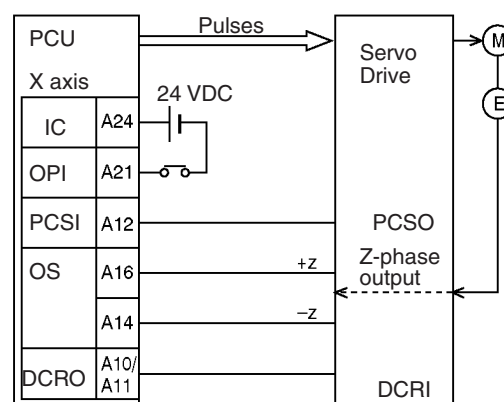 PCU
Pulses
Servo
Drive
M
X axis
24 VDC
IC
A24
E
OPI
A21
PCSI
A12
PCSO
OS
A16
+z
Z-phase
output
A14
–z
DCRO
A10/
A11
DCRI